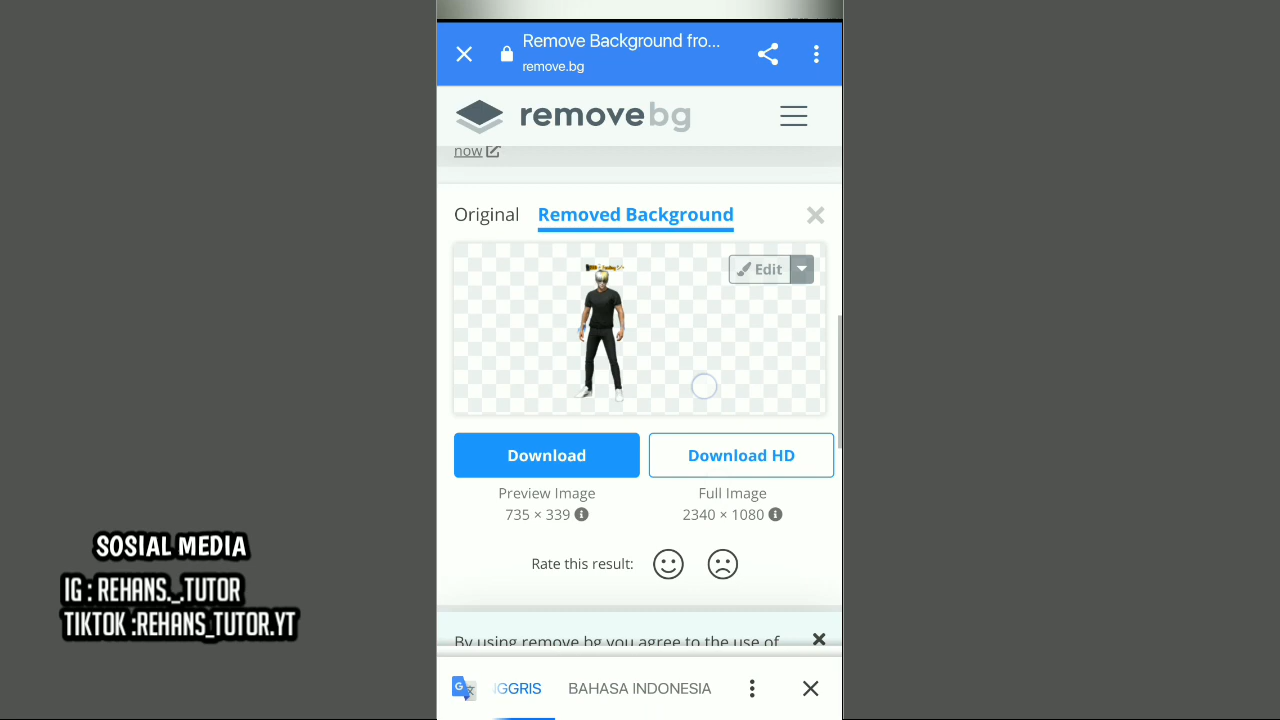 Remove Background fro...
remove.bg
removebg
now
Original Removed Background
Edit
Download Download HD
Preview Image Full Image
735 × 339 2340 × 1080
Rate this result:
By using remove.bg you agree to the use of
GGRIS BAHASA INDONESIA
SOSIAL MEDIA
IG : REHANS._.TUTOR
TIKTOK :REHANS_TUTOR.YT